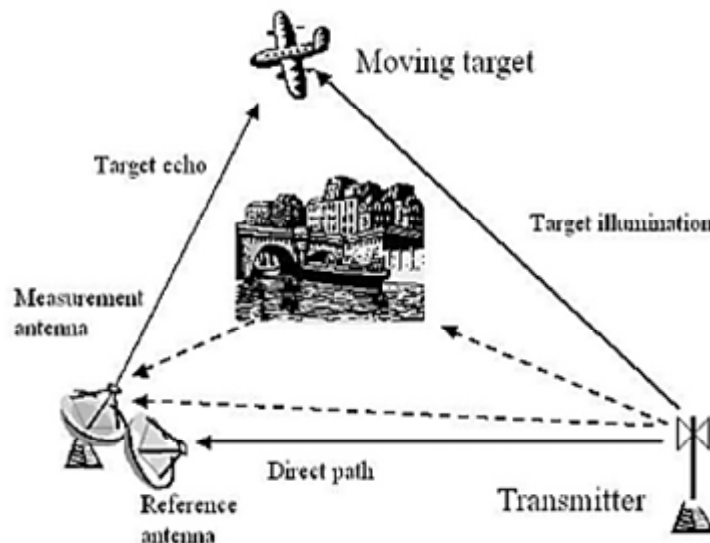 Moving target
Target echo
Target illumination
Measurement
antenna
Direct path
Reference
antenna
Transmitter